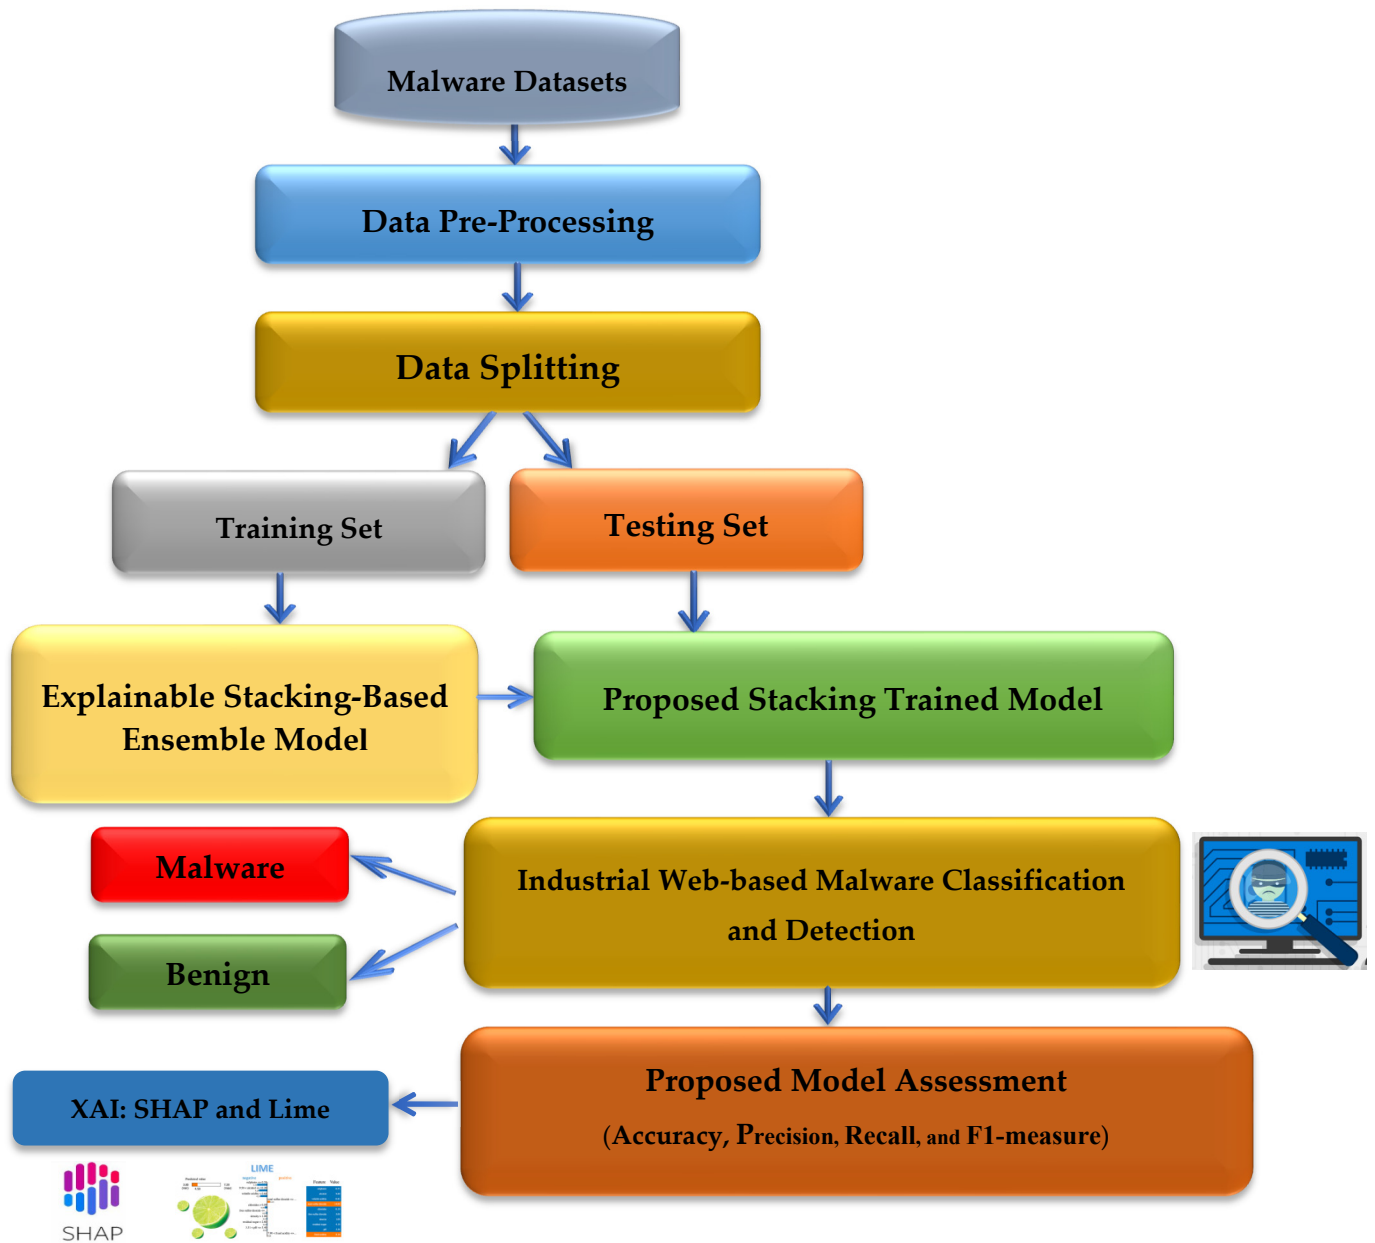 Malware Datasets
Data Pre-Processing
Data Splitting
Training Set
Testing Set
Explainable Stacking-Based
Ensemble Model
Proposed Stacking Trained Model
Malware
Industrial Web-based Malware Classification
and Detection
Benign
Proposed Model Assessment
(Accuracy, Precision, Recall, and F1-measure)
XAI: SHAP and Lime
SHAP
LIME
Feature Value